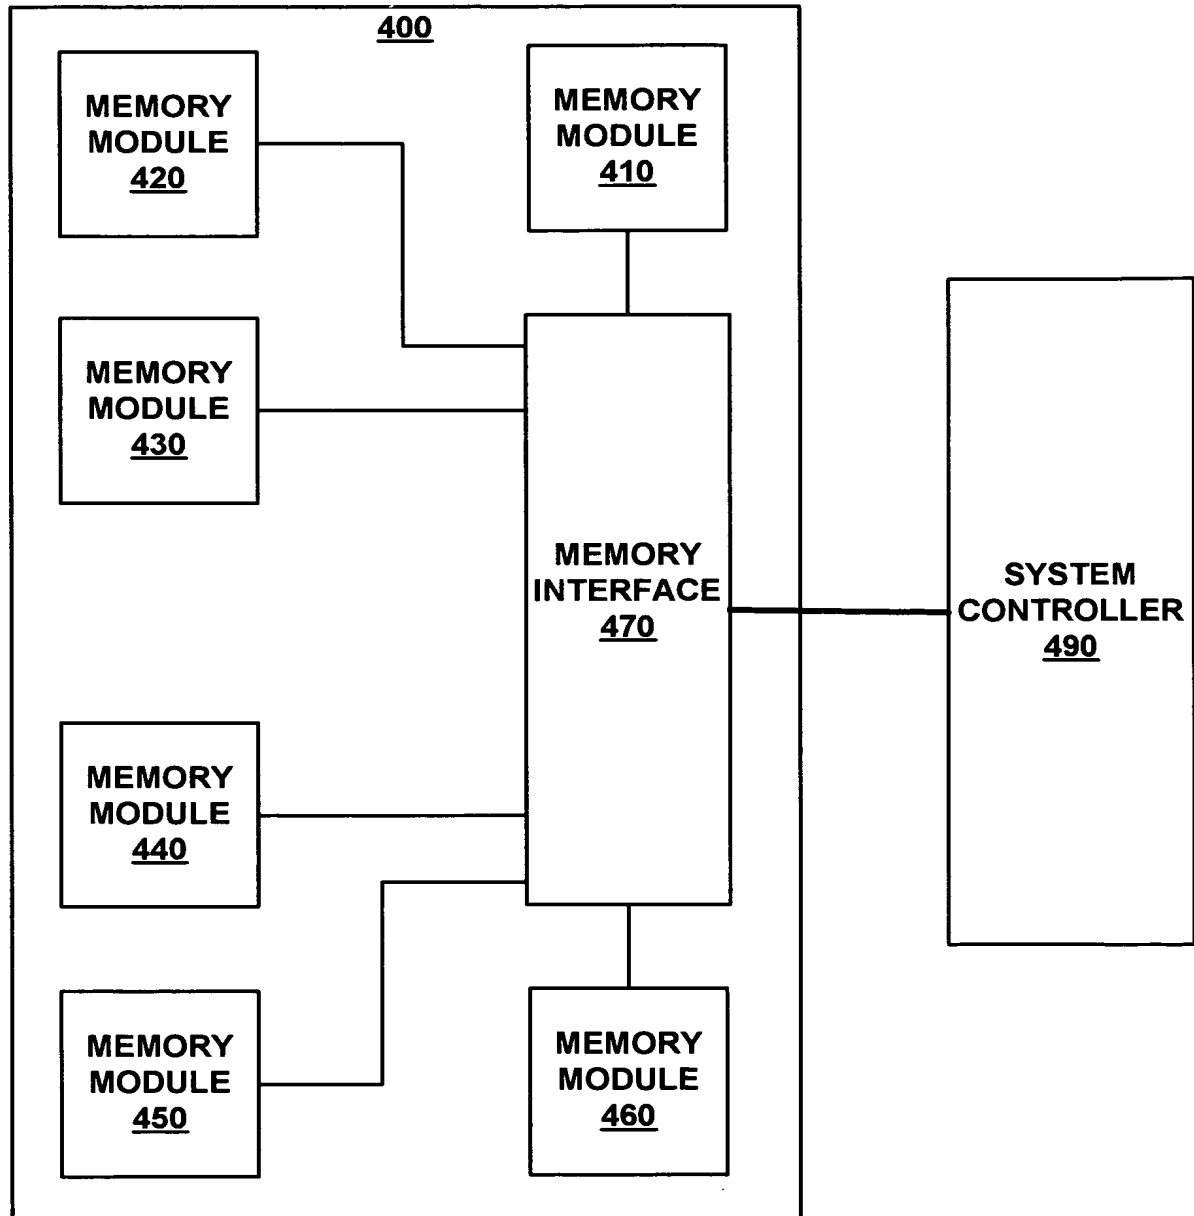 400
MEMORY
MODULE
420
MEMORY
MODULE
410
MEMORY
MODULE
430
MEMORY
INTERFACE
470
SYSTEM
CONTROLLER
490
MEMORY
MODULE
440
MEMORY
MODULE
450
MEMORY
MODULE
460